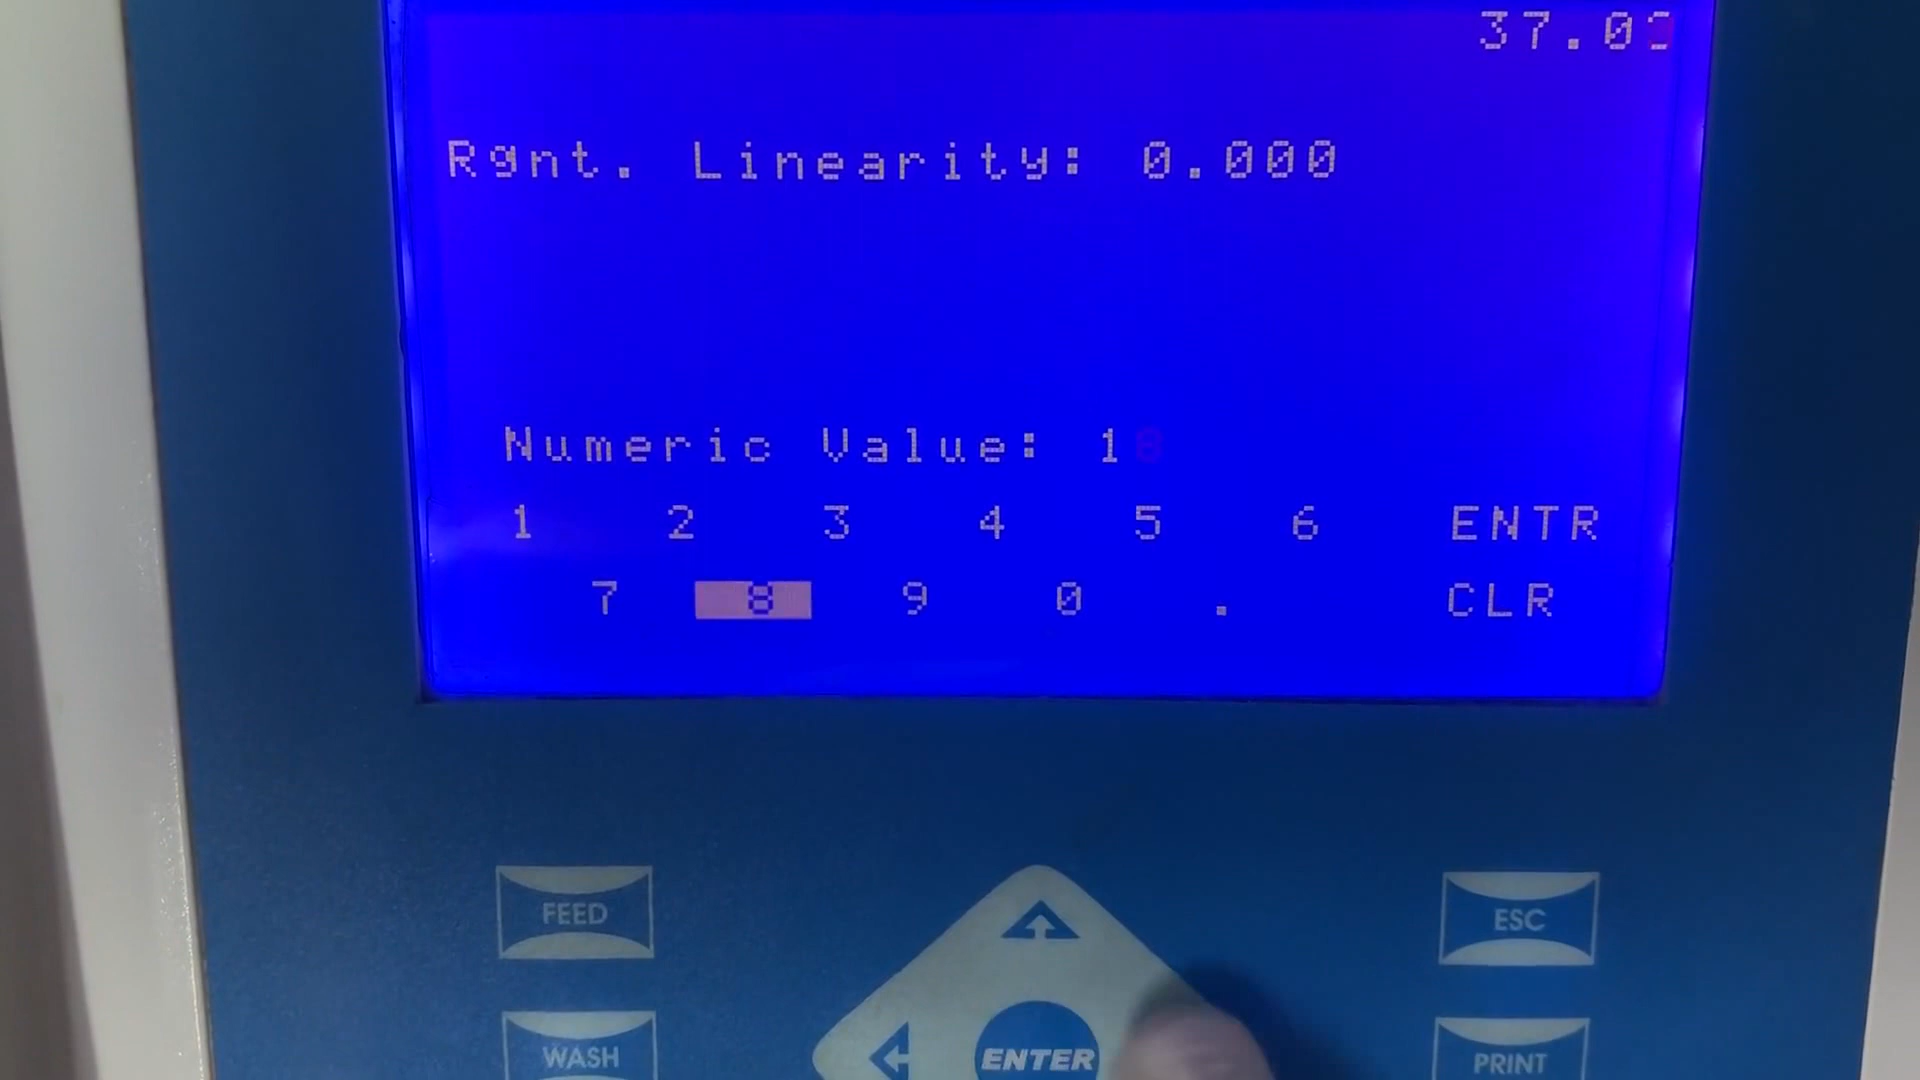 37.0
Rgnt. Linearity: 0.000
Numeric Value: 18
1 2 3 4 5 6 ENTR
7 8 9 0 . CLR
FEED
ESC
WASH
ENTER
PRINT